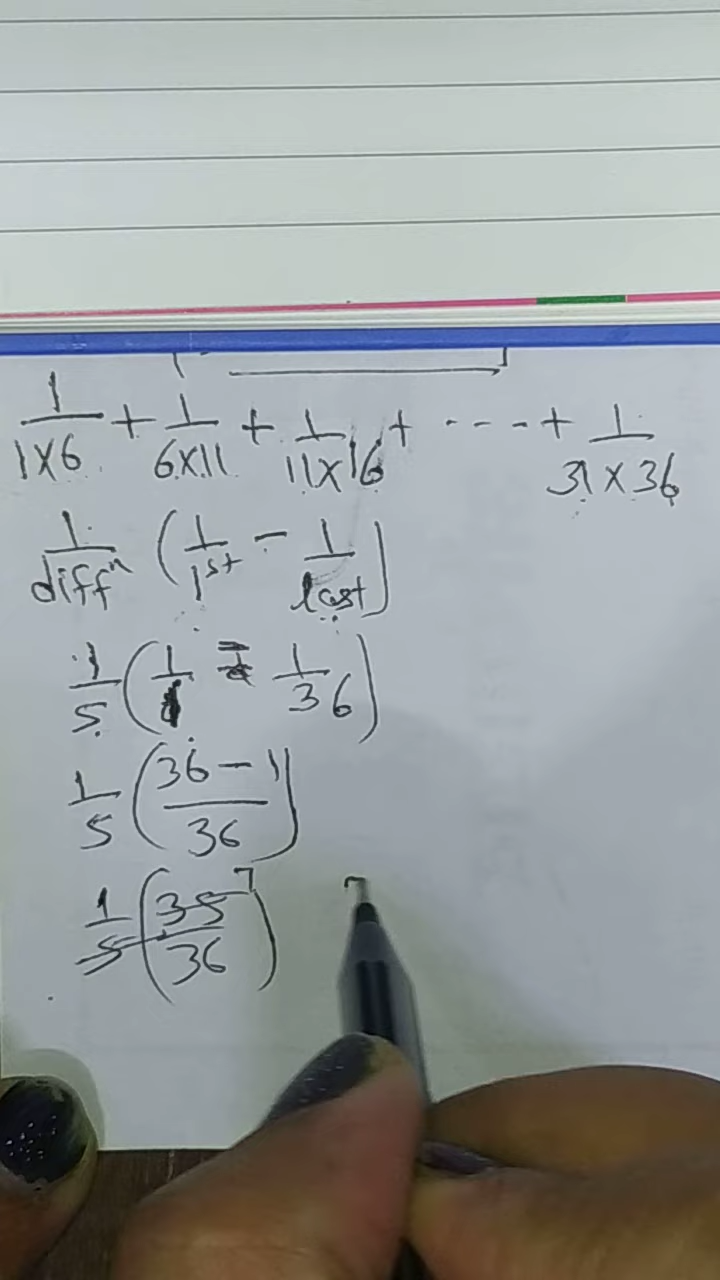 1/(1×6) + 1/(6×11) + 1/(11×16) + ---- + 1/(31×36)
1/diffⁿ (1/1st - 1/last)
1/5 (1/1 - 1/36)
1/5 ((36-1)/36)
1/5 (35/36) 7